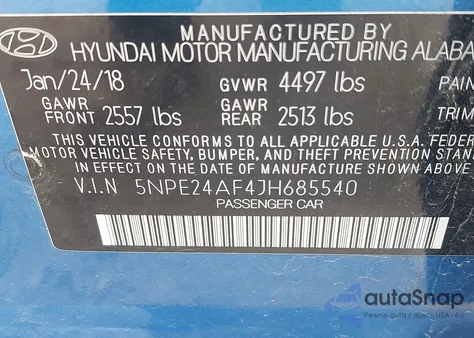 MANUFACTURED BY
HYUNDAI MOTOR MANUFACTURING ALABA
Jan/24/18 GVWR 4497 lbs PAIN
GAWR FRONT 2557 lbs GAWR REAR 2513 lbs TRIM
THIS VEHICLE CONFORMS TO ALL APPLICABLE U.S.A. FEDER
MOTOR VEHICLE SAFETY, BUMPER, AND THEFT PREVENTION STAN
IN EFFECT ON THE DATE OF MANUFACTURE SHOWN ABOVE
V.I.N 5NPE24AF4JH685540
PASSENGER CAR
autoSnap